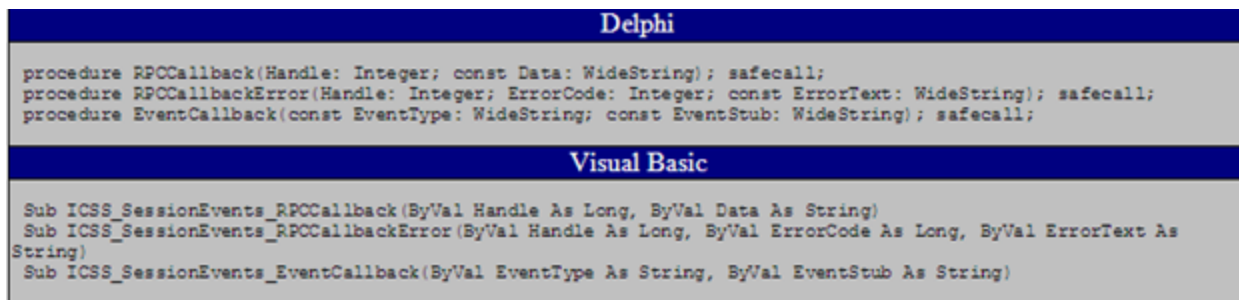 Delphi
procedure RPCCallback(Handle: Integer; const Data: WideString); safecall;
procedure RPCCallbackError(Handle: Integer; ErrorCode: Integer; const ErrorText: WideString); safecall;
procedure EventCallback(const EventType: WideString; const EventStub: WideString); safecall;
Visual Basic
Sub ICSS_SessionEvents_RPCCallback(ByVal Handle As Long, ByVal Data As String)
Sub ICSS_SessionEvents_RPCCallbackError(ByVal Handle As Long, ByVal ErrorCode As Long, ByVal ErrorText As
String)
Sub ICSS_SessionEvents_EventCallback(ByVal EventType As String, ByVal EventStub As String)